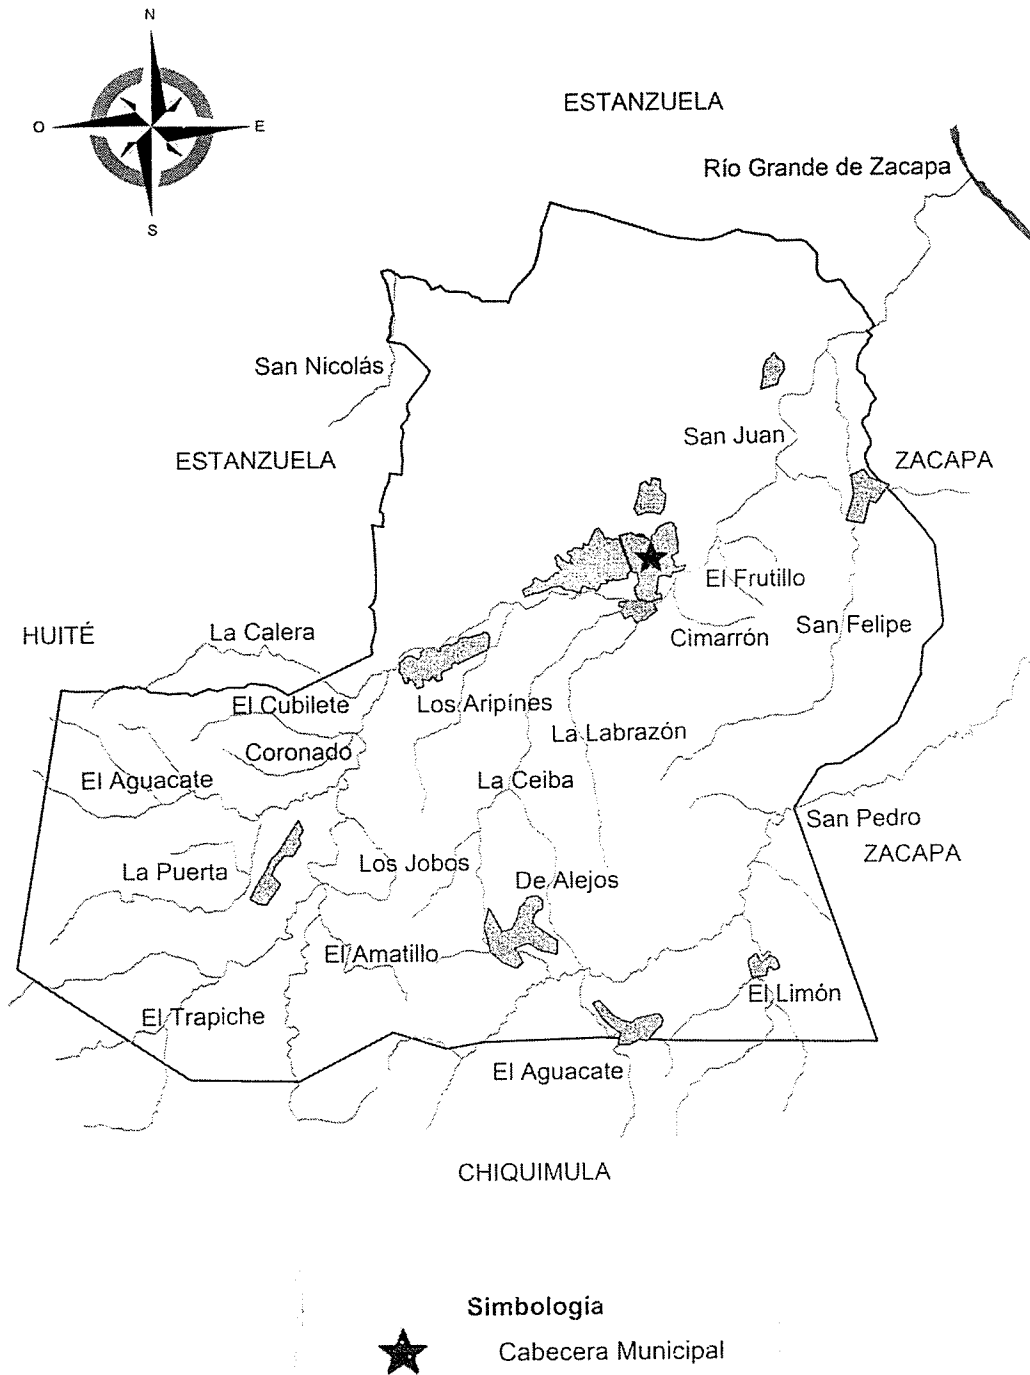 N
O
E
S
ESTANZUELA
Río Grande de Zacapa
San Nicolás
San Juan
ESTANZUELA
ZACAPA
El Frutillo
HUITÉ
La Calera
Cimarrón
San Felipe
El Cubilete
Los Aripines
La Labrazón
Coronado
El Aguacate
La Ceiba
San Pedro
ZACAPA
La Puerta
Los Jobos
De Alejos
El Amatillo
El Limón
El Trapiche
El Aguacate
CHIQUIMULA
Simbología
Cabecera Municipal